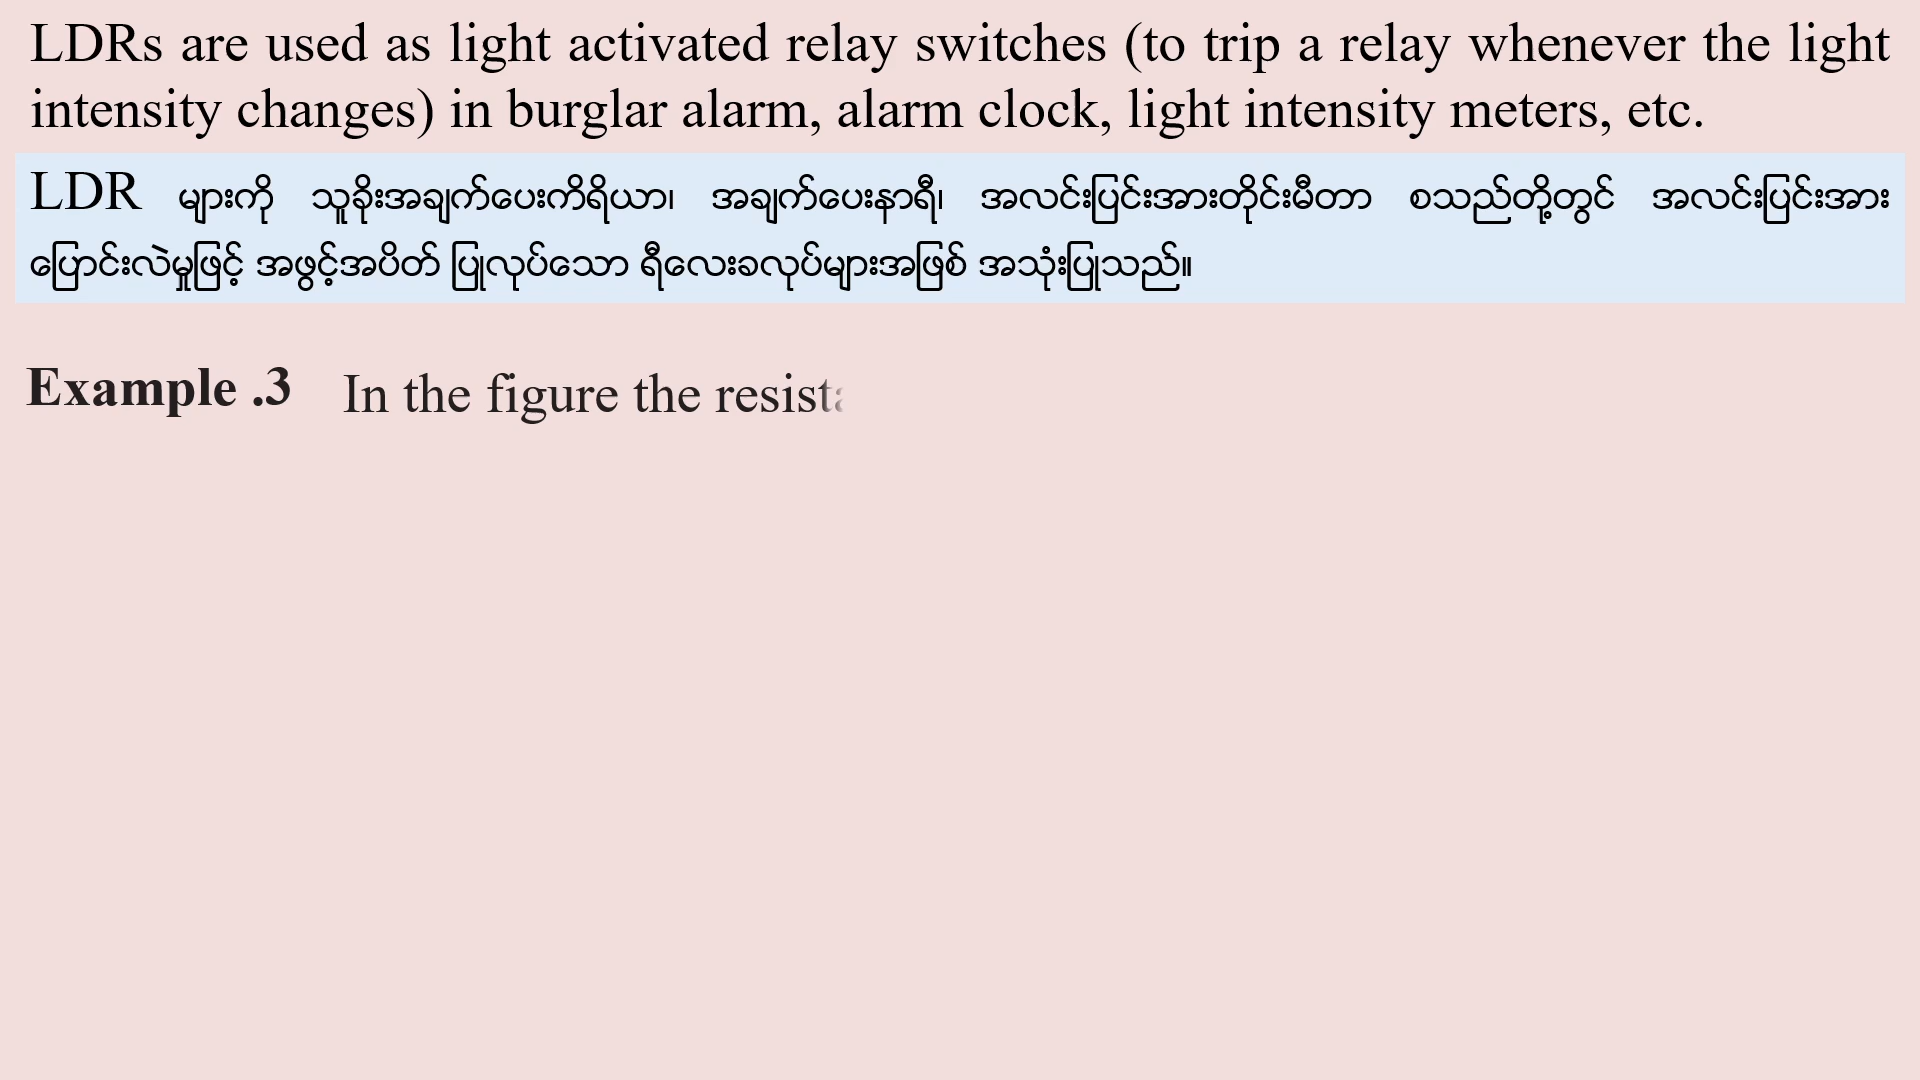 LDRs are used as light activated relay switches (to trip a relay whenever the light
intensity changes) in burglar alarm, alarm clock, light intensity meters, etc.
LDR များကို သူခိုးအချက်ပေးကိရိယာ၊ အချက်ပေးနာရီ၊ အလင်းပြင်းအားတိုင်းမီတာ စသည်တို့တွင် အလင်းပြင်းအား
ပြောင်းလဲမှုဖြင့် အဖွင့်အပိတ် ပြုလုပ်သော ရီလေးခလုပ်များအဖြစ် အသုံးပြုသည်။
Example .3 In the figure the